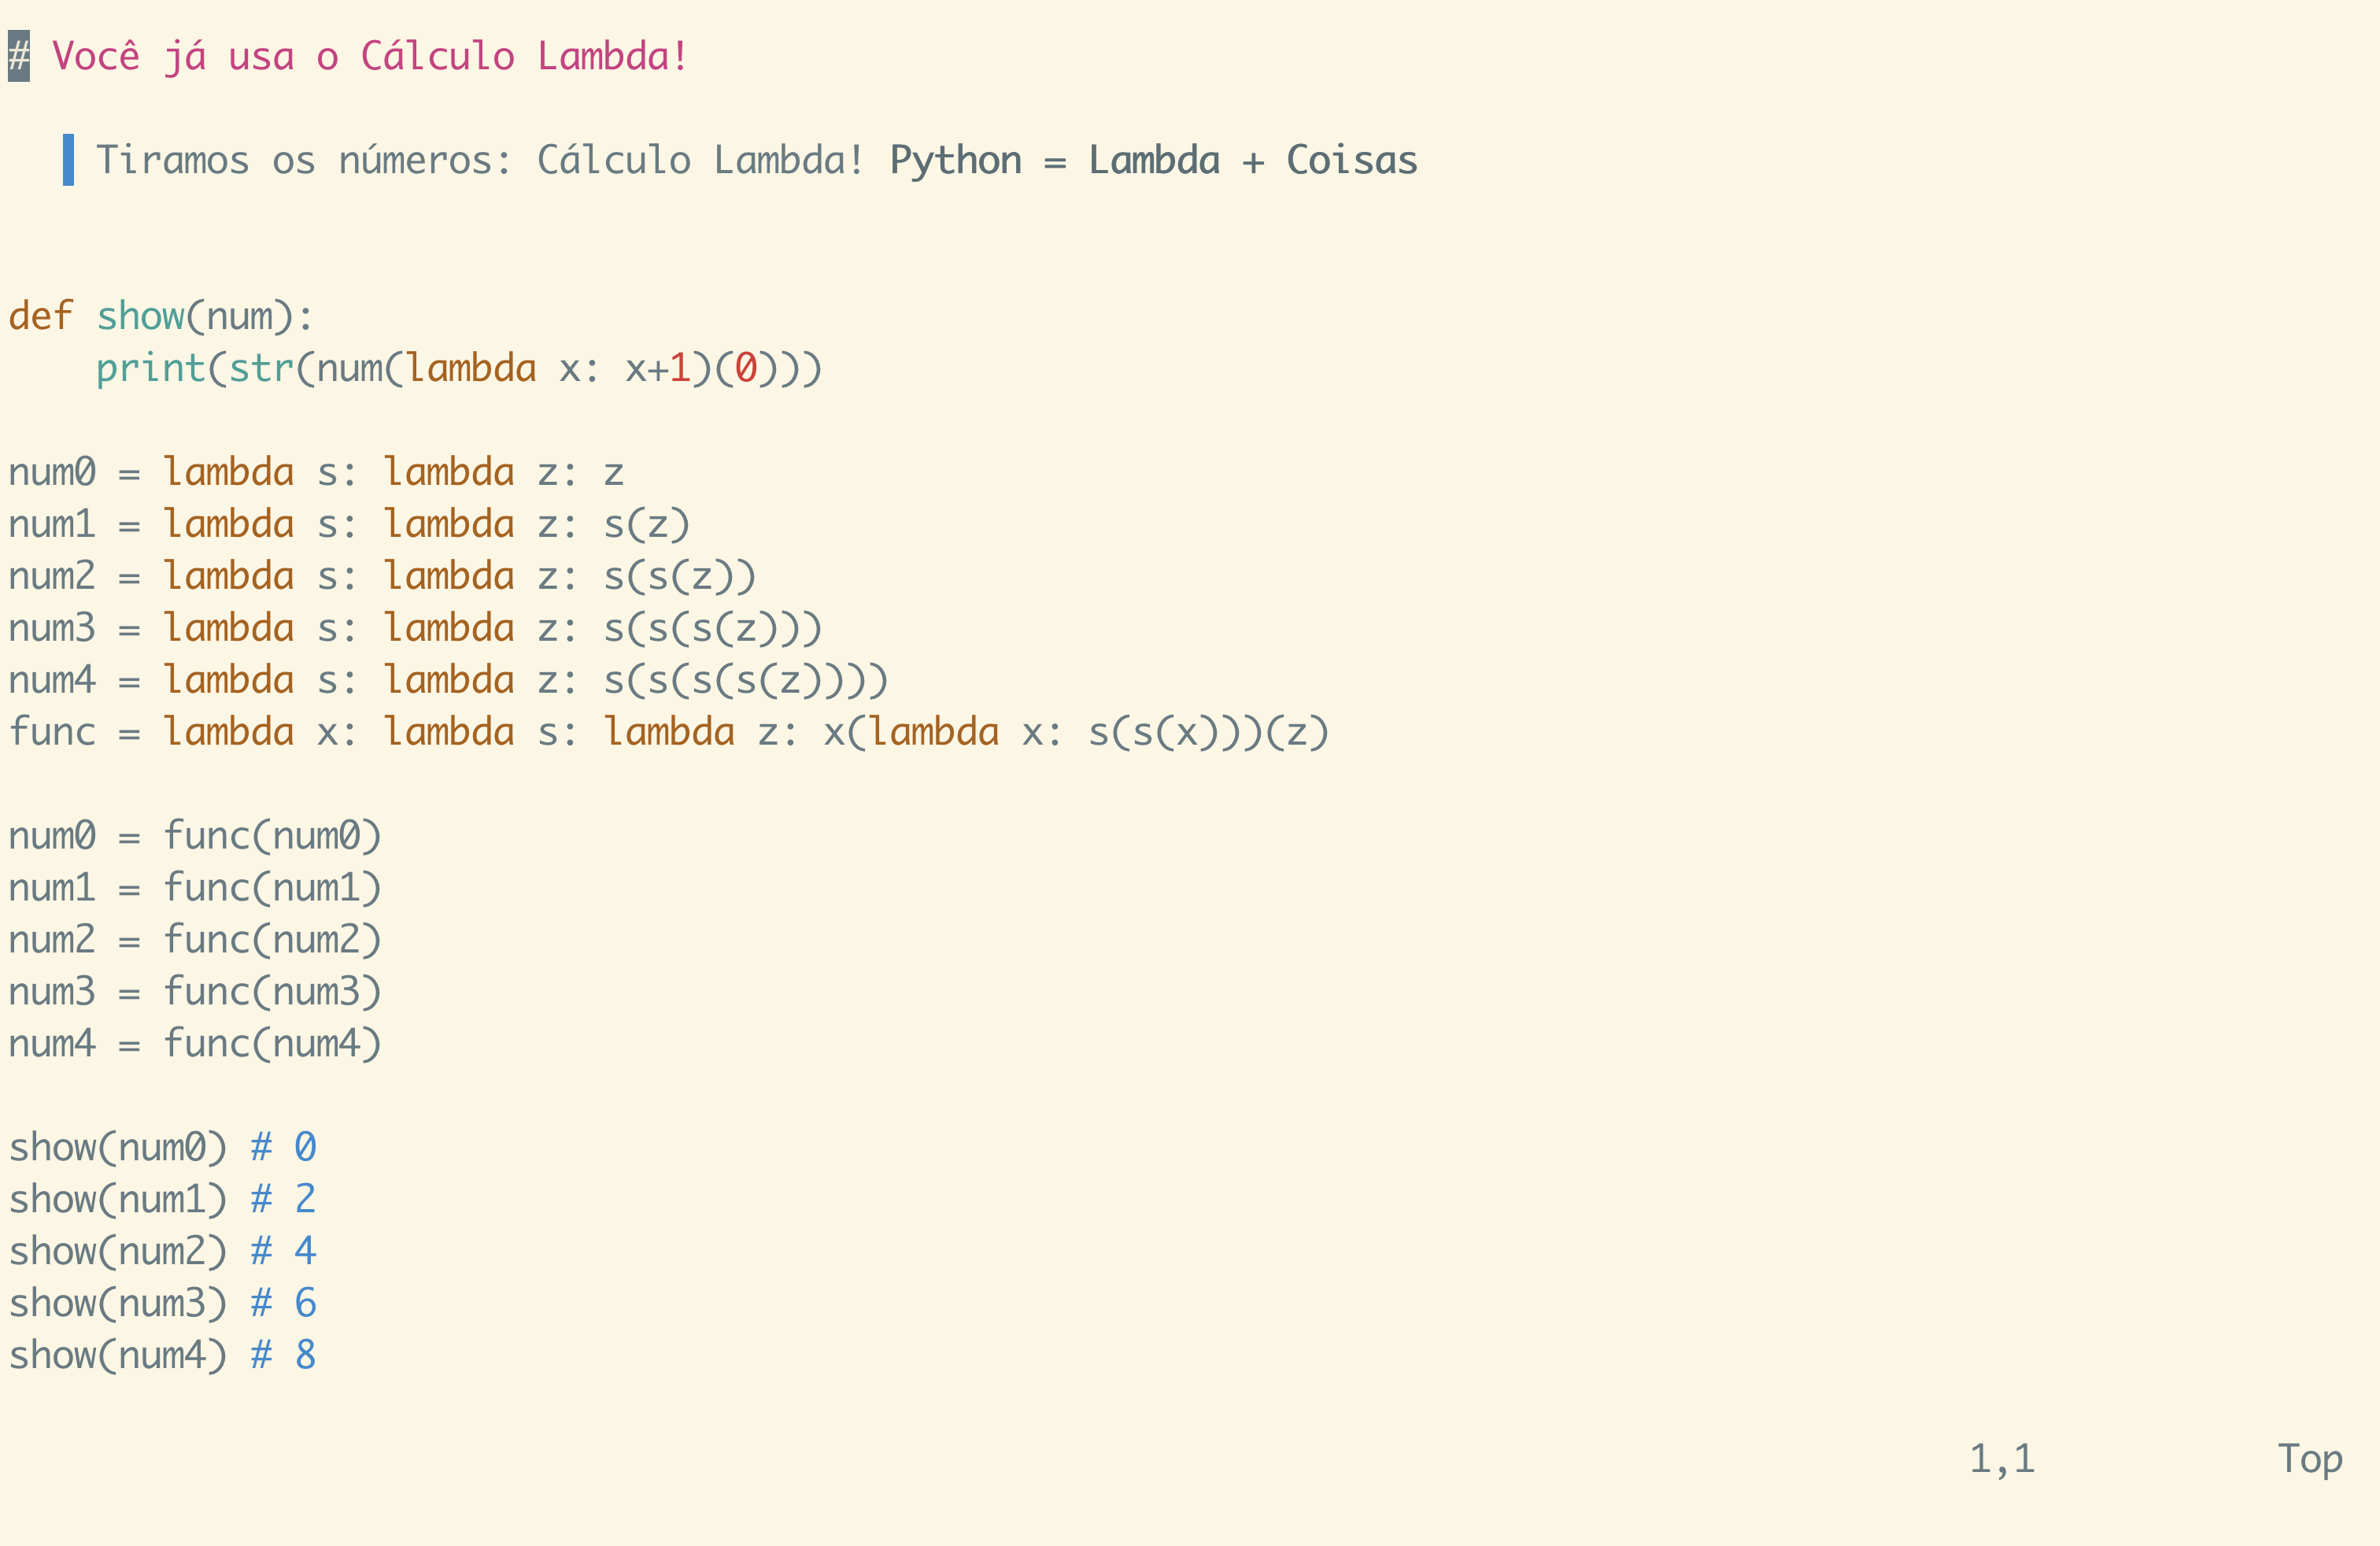 # Você já usa o Cálculo Lambda!
Tiramos os números: Cálculo Lambda! Python = Lambda + Coisas
def show(num):
    print(str(num(lambda x: x+1)(0)))
num0 = lambda s: lambda z: z
num1 = lambda s: lambda z: s(z)
num2 = lambda s: lambda z: s(s(z))
num3 = lambda s: lambda z: s(s(s(z)))
num4 = lambda s: lambda z: s(s(s(s(z))))
func = lambda x: lambda s: lambda z: x(lambda x: s(s(x)))(z)
num0 = func(num0)
num1 = func(num1)
num2 = func(num2)
num3 = func(num3)
num4 = func(num4)
show(num0) # 0
show(num1) # 2
show(num2) # 4
show(num3) # 6
show(num4) # 8
1,1 Top